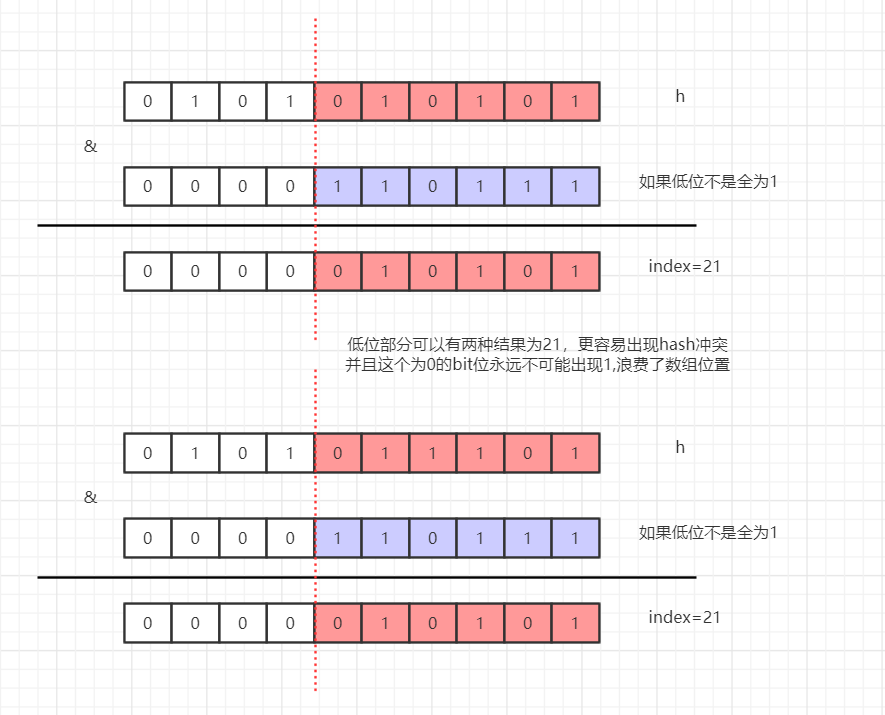 0 1 0 1 0 1 0 1 0 1 h
&
0 0 0 0 1 1 0 1 1 1 如果低位不是全为1
0 0 0 0 0 1 0 1 0 1 index=21
低位部分可以有两种结果为21，更容易出现hash冲突
并且这个为0的bit位永远不可能出现1,浪费了数组位置
0 1 0 1 0 1 1 1 0 1 h
&
0 0 0 0 1 1 0 1 1 1 如果低位不是全为1
0 0 0 0 0 1 0 1 0 1 index=21